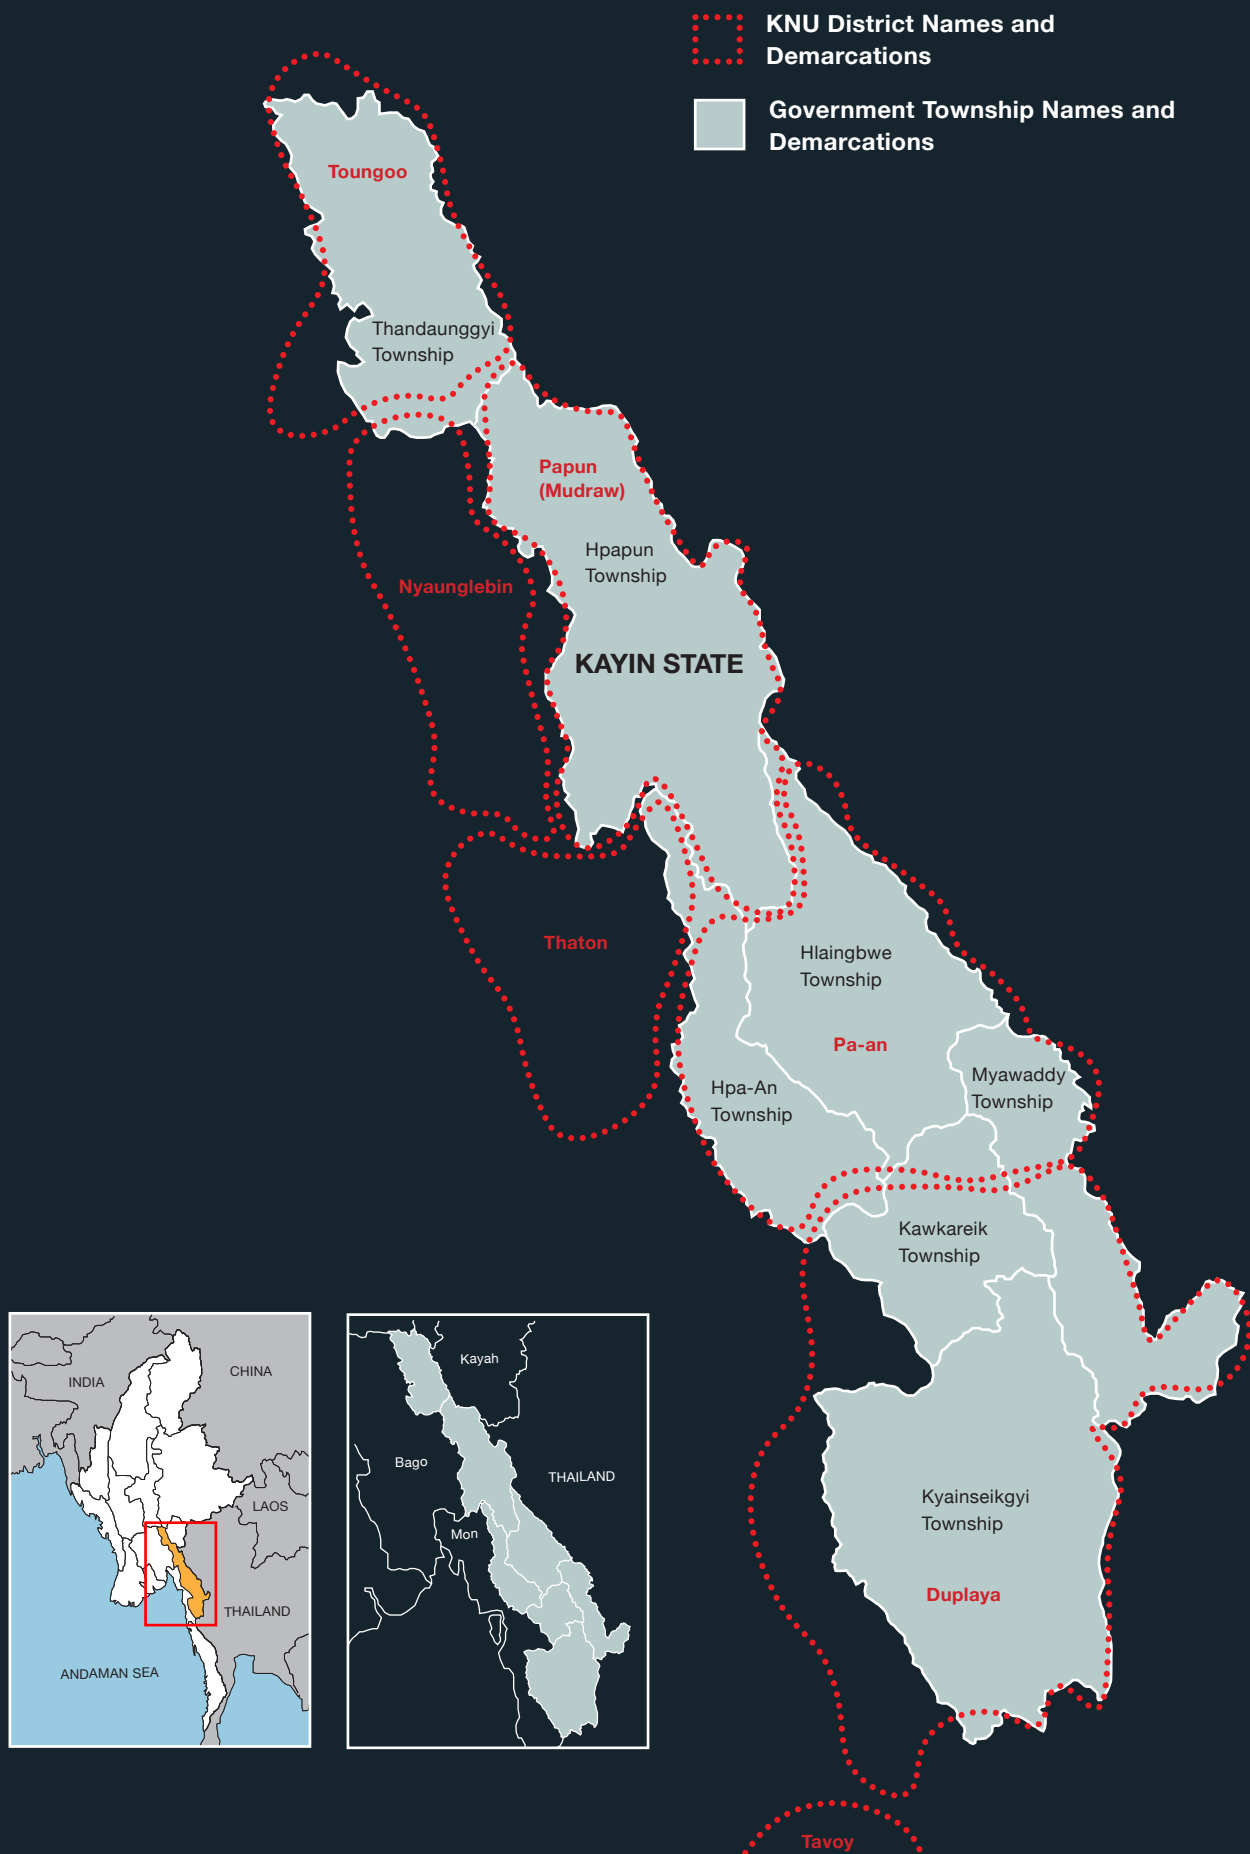 KNU District Names and
Demarcations
Government Township Names and
Demarcations
Toungoo
Thandaunggyi
Township
Papun
(Mudraw)
Hpapun
Township
Nyaunglebin
KAYIN STATE
Thaton
Hlaingbwe
Township
Pa-an
Myawaddy
Township
Hpa-An
Township
Kawkareik
Township
Kyainseikgyi
Township
Duplaya
Tavoy
INDIA
CHINA
LAOS
THAILAND
ANDAMAN SEA
Kayah
Bago
THAILAND
Mon